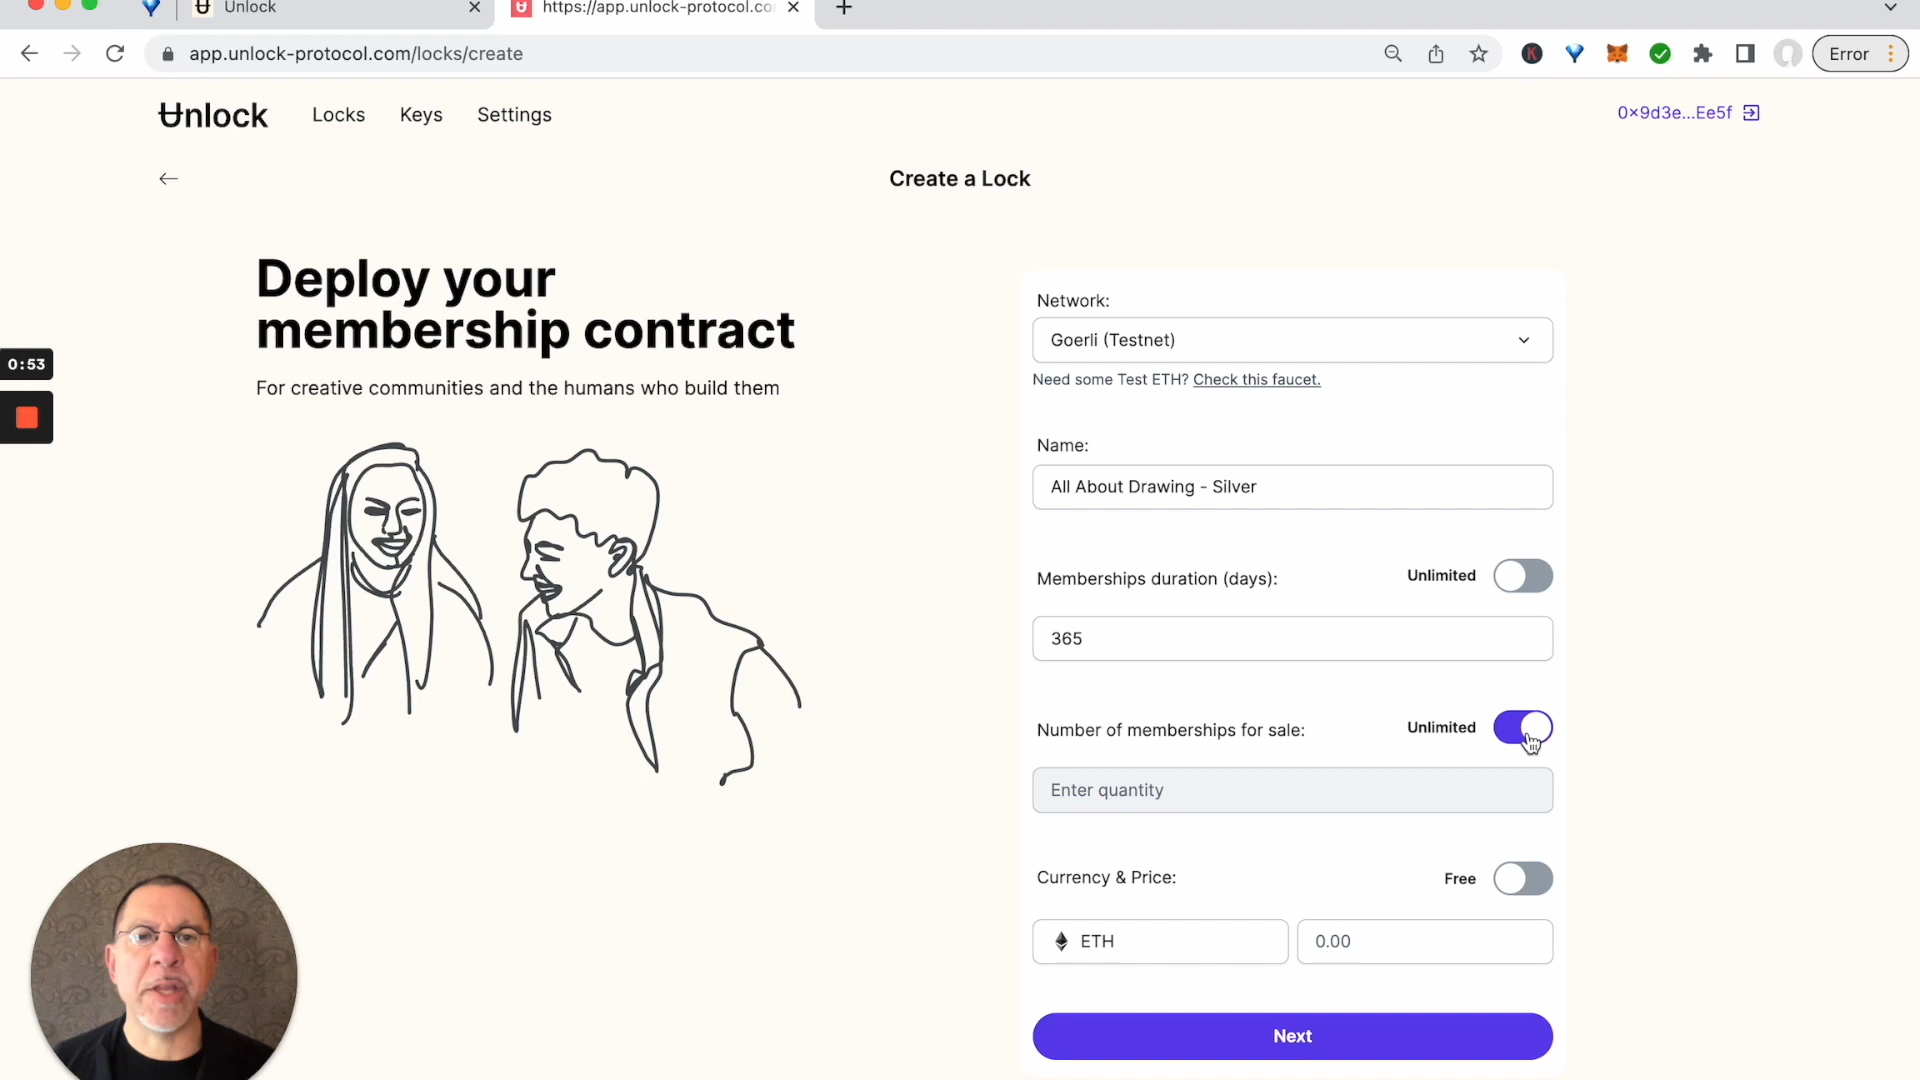 Unlock
https://app.unlock-protocol.co
app.unlock-protocol.com/locks/create
Error
Unlock
Locks
Keys
Settings
0x9d3e...Ee5f
Create a Lock
Deploy your
membership contract
For creative communities and the humans who build them
0:53
Network:
Goerli (Testnet)
Need some Test ETH? Check this faucet.
Name:
All About Drawing - Silver
Memberships duration (days):
Unlimited
365
Number of memberships for sale:
Unlimited
Enter quantity
Currency & Price:
Free
ETH
0.00
Next